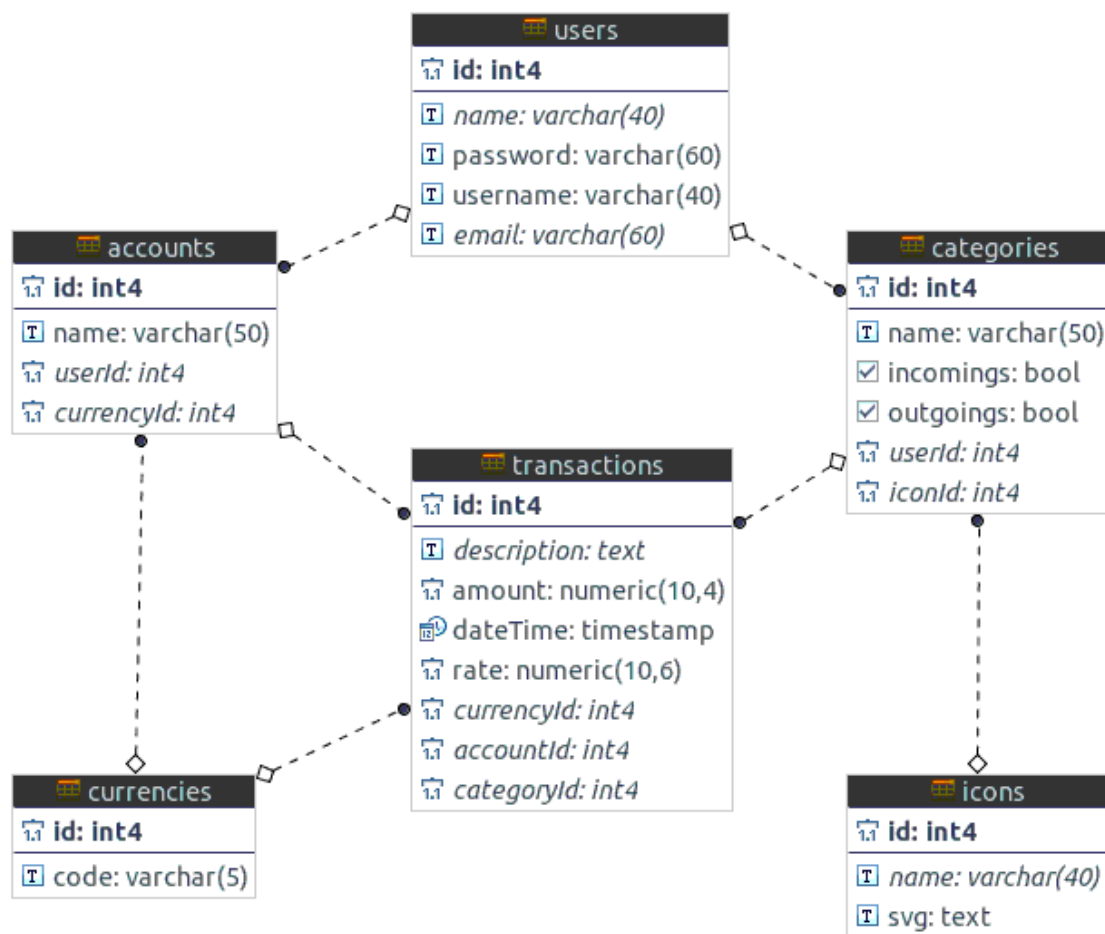 users
id: int4
name: varchar(40)
password: varchar(60)
username: varchar(40)
email: varchar(60)
accounts
id: int4
name: varchar(50)
userId: int4
currencyId: int4
categories
id: int4
name: varchar(50)
incomings: bool
outgoings: bool
userId: int4
iconId: int4
transactions
id: int4
description: text
amount: numeric(10,4)
dateTime: timestamp
rate: numeric(10,6)
currencyId: int4
accountId: int4
categoryId: int4
currencies
id: int4
code: varchar(5)
icons
id: int4
name: varchar(40)
svg: text